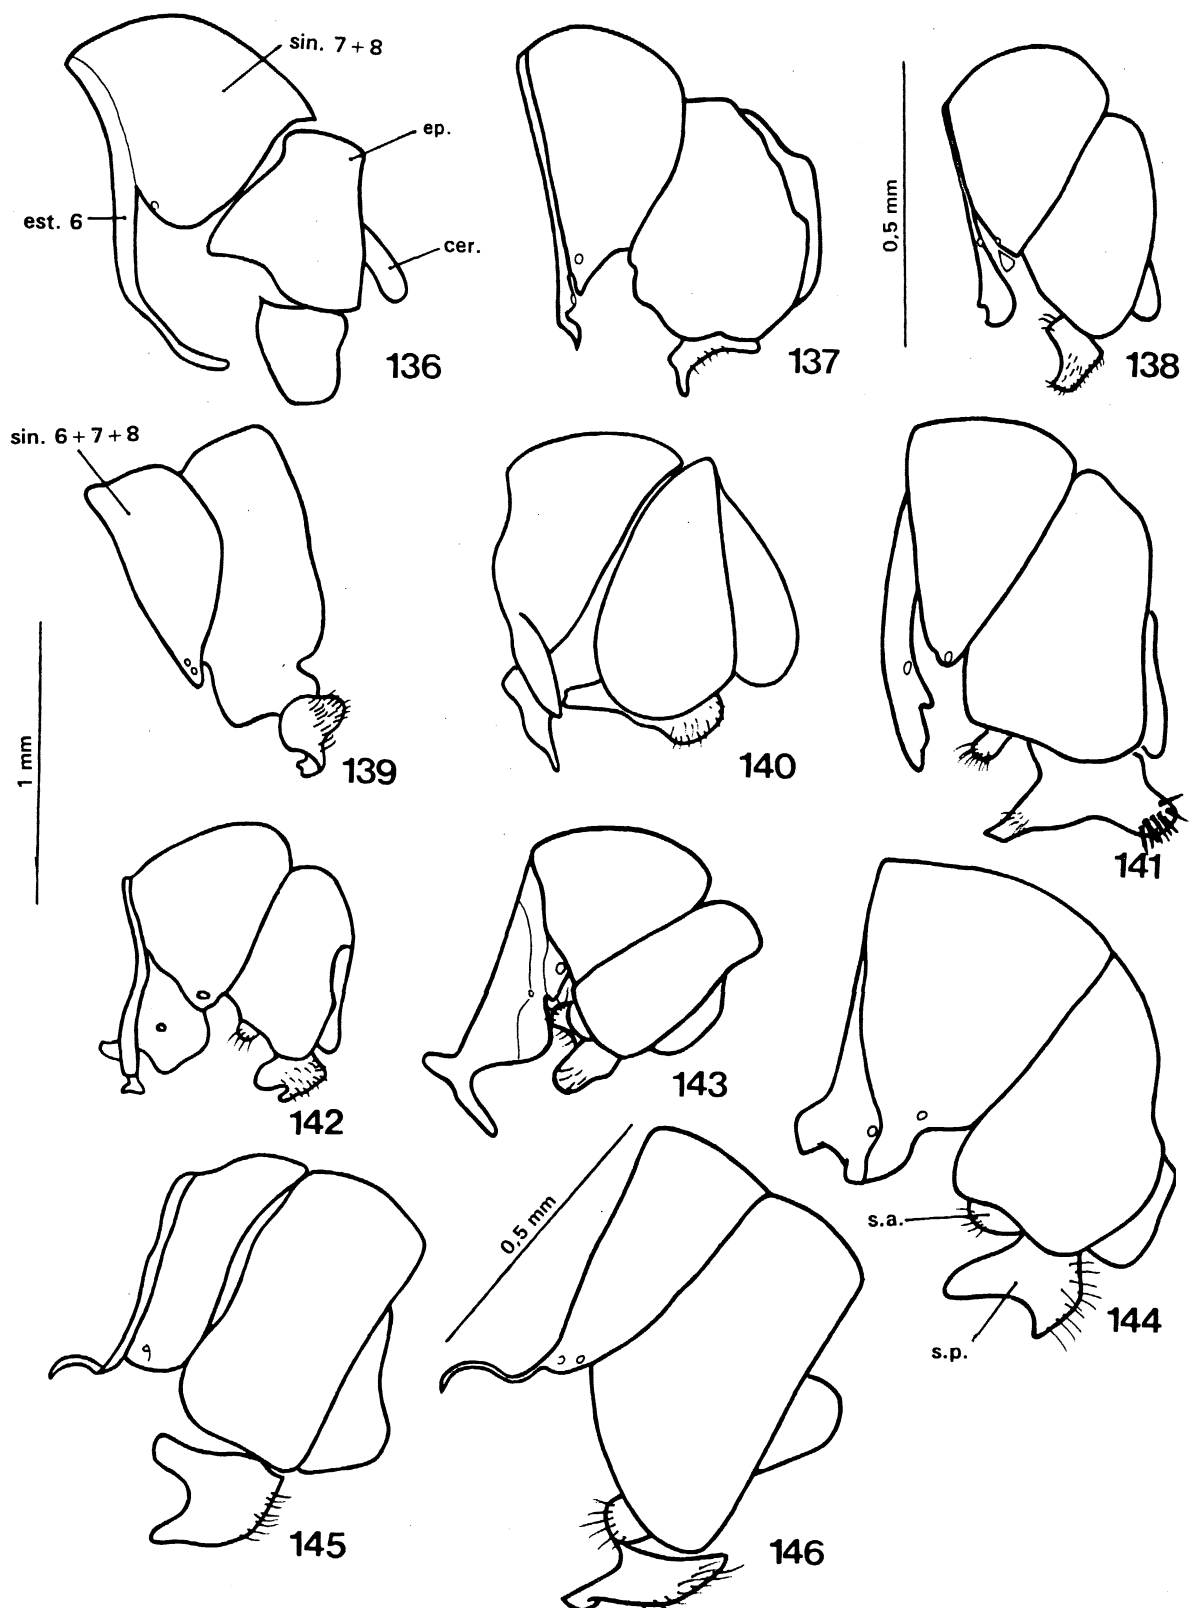 sin. 7 + 8
ep.
est. 6
cer.
136
137
0,5 mm
138
sin. 6 + 7 + 8
1 mm
139
140
141
142
143
0,5 mm
s.a.
s.p.
144
145
146